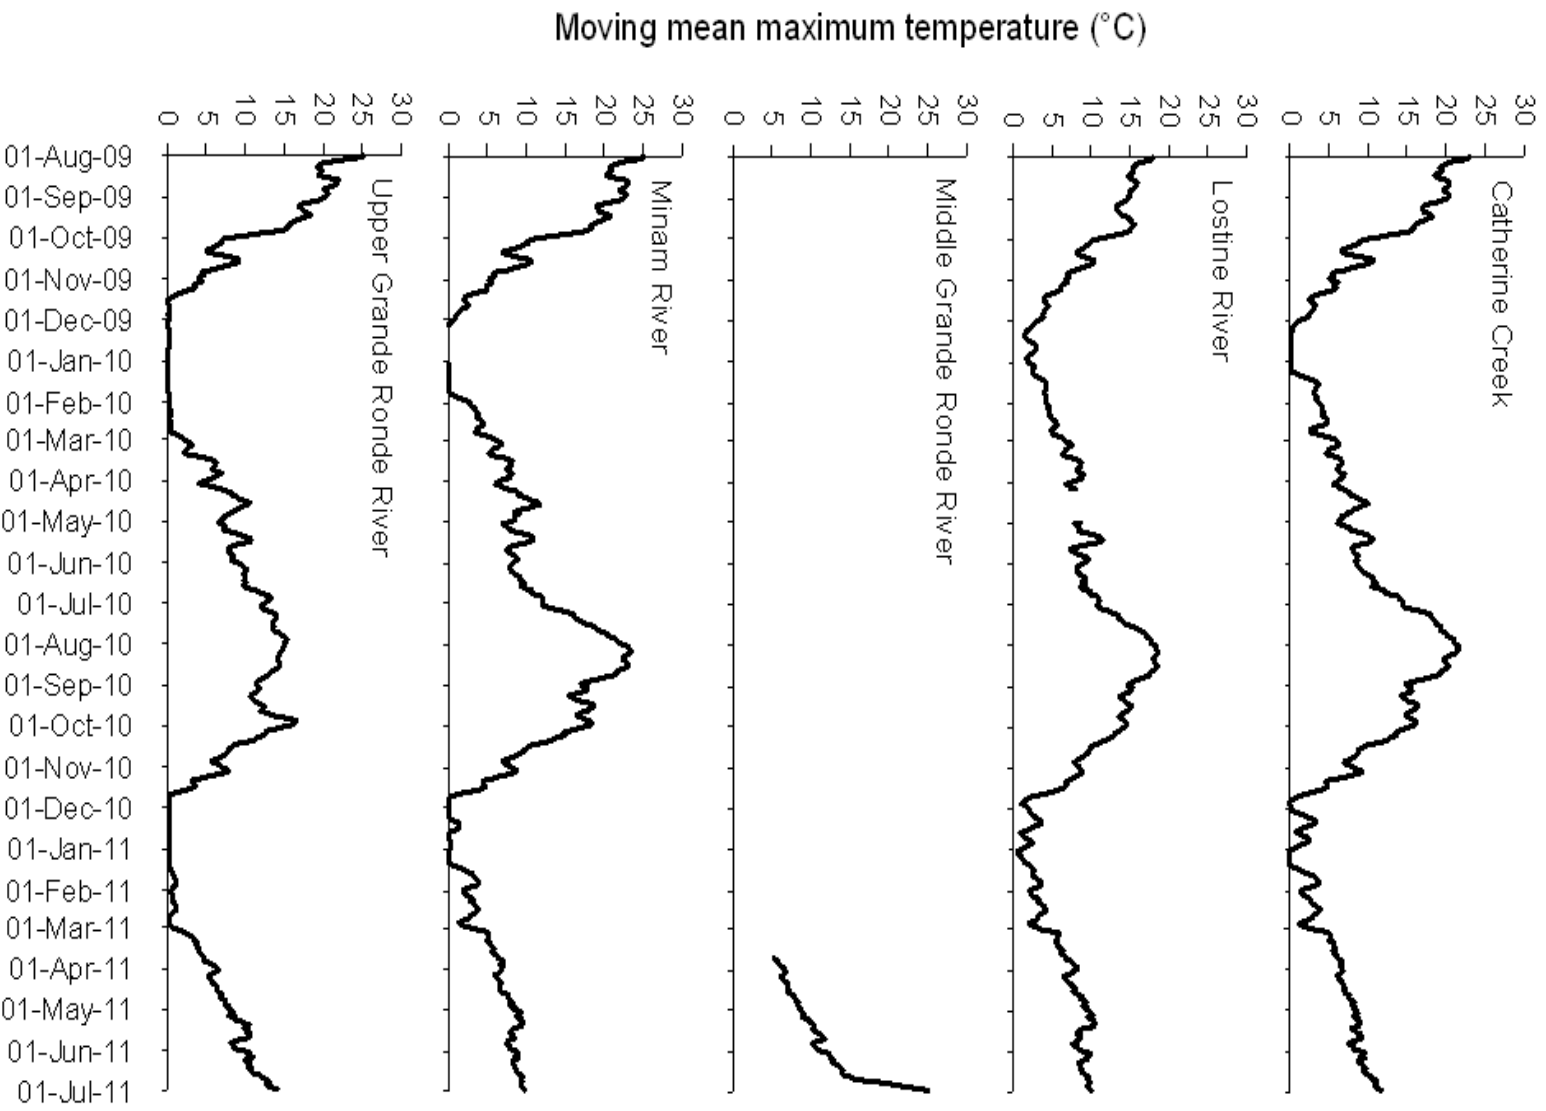 Moving mean maximum temperature (°C)
0 5 10 15 20 25 30
0 5 10 15 20 25 30
0 5 10 15 20 25 30
0 5 10 15 20 25 30
0 5 10 15 20 25 30
Upper Grande Ronde River
Minam River
Middle Grande Ronde River
Lostine River
Catherine Creek
01-Aug-09
01-Sep-09
01-Oct-09
01-Nov-09
01-Dec-09
01-Jan-10
01-Feb-10
01-Mar-10
01-Apr-10
01-May-10
01-Jun-10
01-Jul-10
01-Aug-10
01-Sep-10
01-Oct-10
01-Nov-10
01-Dec-10
01-Jan-11
01-Feb-11
01-Mar-11
01-Apr-11
01-May-11
01-Jun-11
01-Jul-11